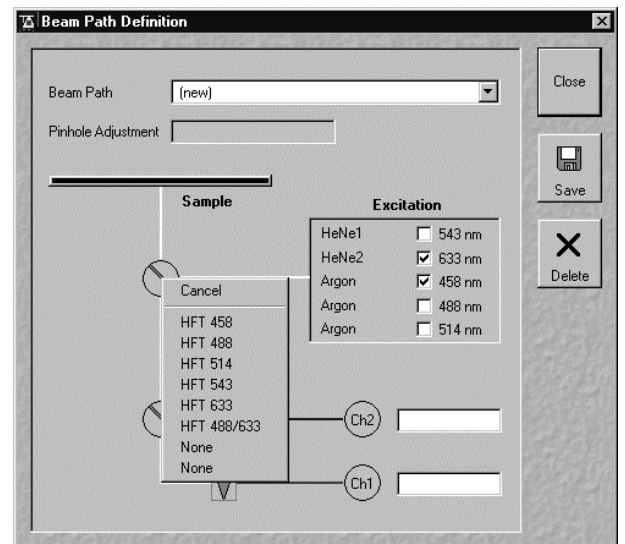 Beam Path Definition
Close
Beam Path (new)
Pinhole Adjustment
Save
Sample
Excitation
HeNe1 543 nm
HeNe2 633 nm
Delete
Argon 458 nm
Argon 488 nm
Argon 514 nm
Cancel
HFT 458
HFT 488
HFT 514
HFT 543
HFT 633
HFT 488/633
None
None
Ch2
Ch1